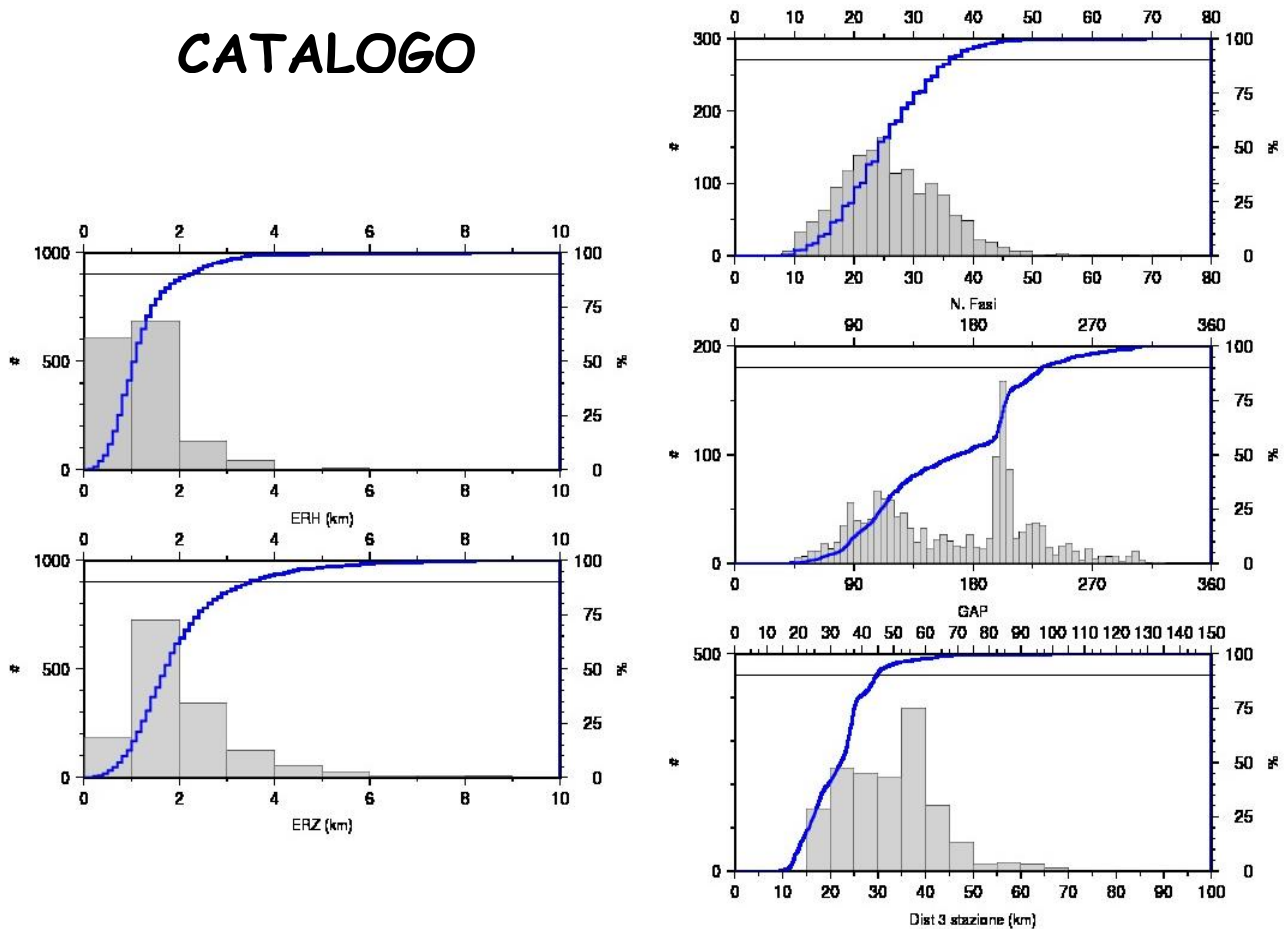 CATALOGO
0 2 4 6 8 10
1000 500 0
#
100 75 50 25 0
%
0 2 4 6 8 10
ERH (km)
0 2 4 6 8 10
1000 500 0
#
100 75 50 25 0
%
0 2 4 6 8 10
ERZ (km)
0 10 20 30 40 50 60 70 80
300 200 100 0
#
100 75 50 25 0
%
0 10 20 30 40 50 60 70 80
N. Fasi
0 90 180 270 360
200 100 0
#
100 75 50 25 0
%
0 90 180 270 360
GAP
0 10 20 30 40 50 60 70 80 90 100 110 120 130 140 150
500 0
#
100 75 50 25 0
%
0 10 20 30 40 50 60 70 80 90 100
Dist 3 stazione (km)